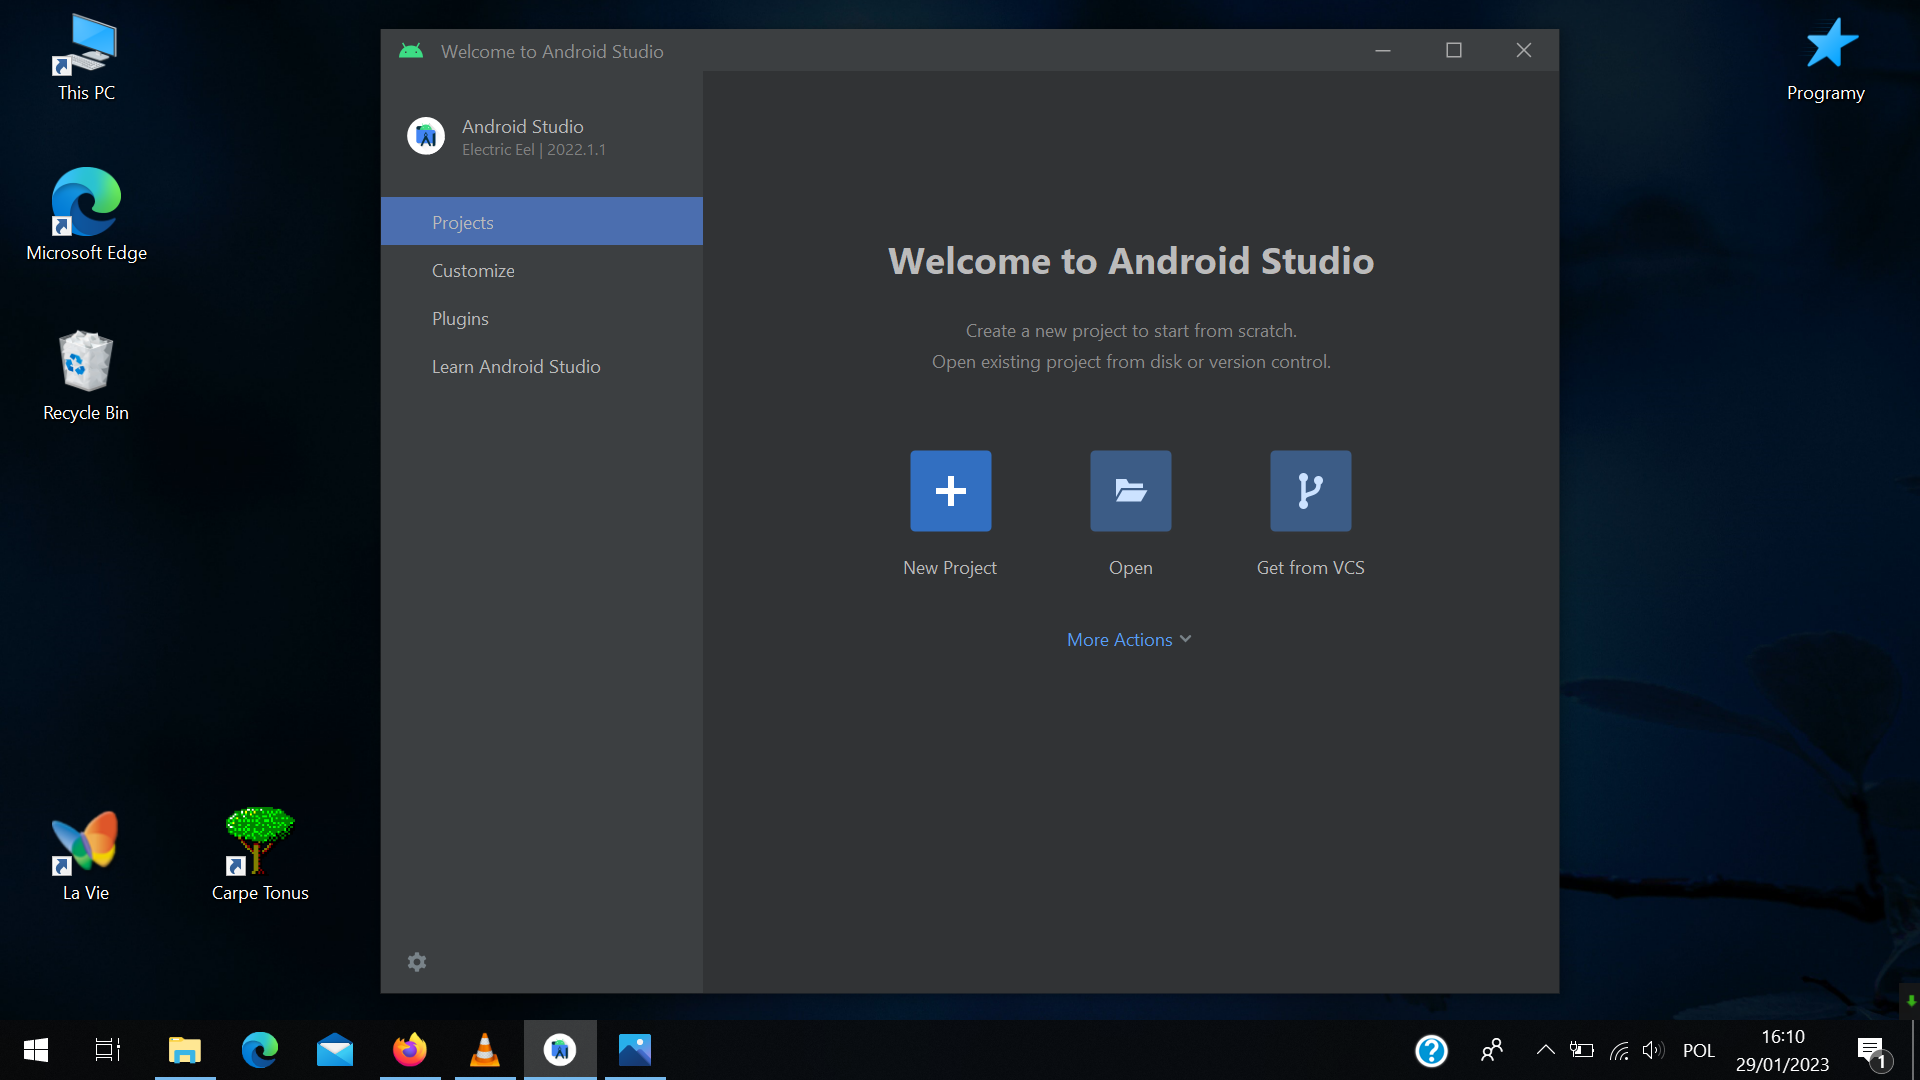 This PC
Microsoft Edge
Recycle Bin
La Vie
Carpe Tonus
Welcome to Android Studio
Android Studio
Electric Eel | 2022.1.1
Projects
Customize
Plugins
Learn Android Studio
Welcome to Android Studio
Create a new project to start from scratch.
Open existing project from disk or version control.
New Project
Open
Get from VCS
More Actions
Programy
POL
16:10
29/01/2023
1